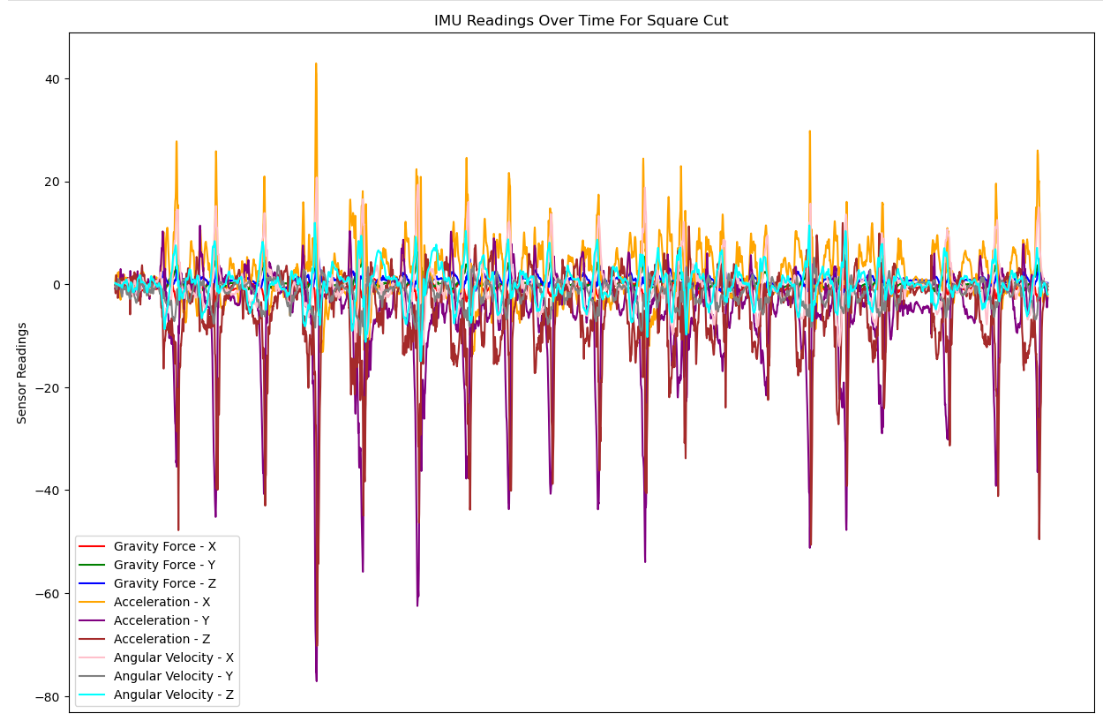 IMU Readings Over Time For Square Cut
40
20
0
−20
−40
−60
−80
Sensor Readings
Gravity Force - X
Gravity Force - Y
Gravity Force - Z
Acceleration - X
Acceleration - Y
Acceleration - Z
Angular Velocity - X
Angular Velocity - Y
Angular Velocity - Z